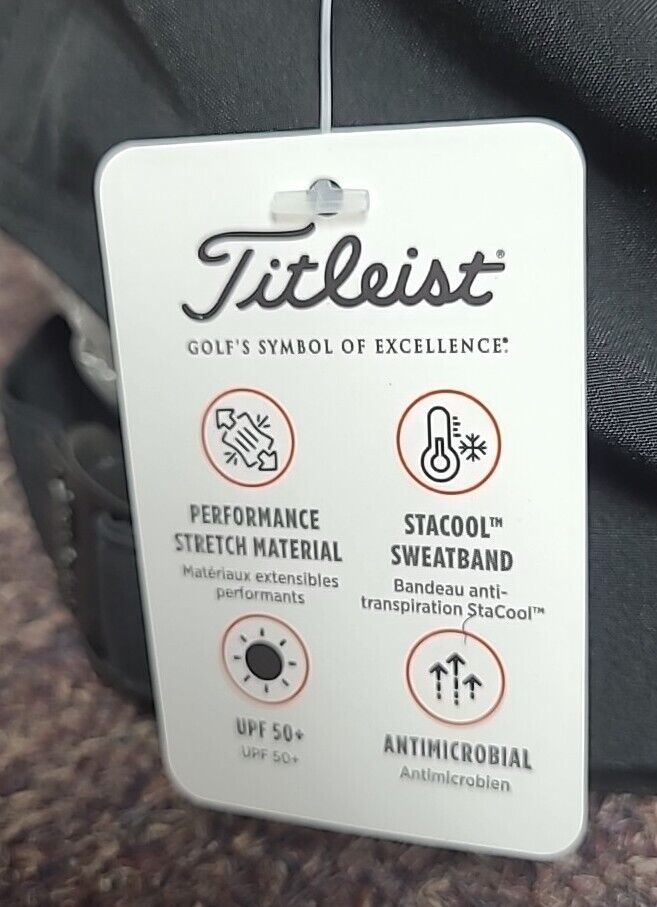 Titleist®
GOLF'S SYMBOL OF EXCELLENCE®
PERFORMANCE
STRETCH MATERIAL
Matériaux extensibles
performants
STACOOL™
SWEATBAND
Bandeau anti-
transpiration StaCool™
UPF 50+
UPF 50+
ANTIMICROBIAL
Antimicrobien